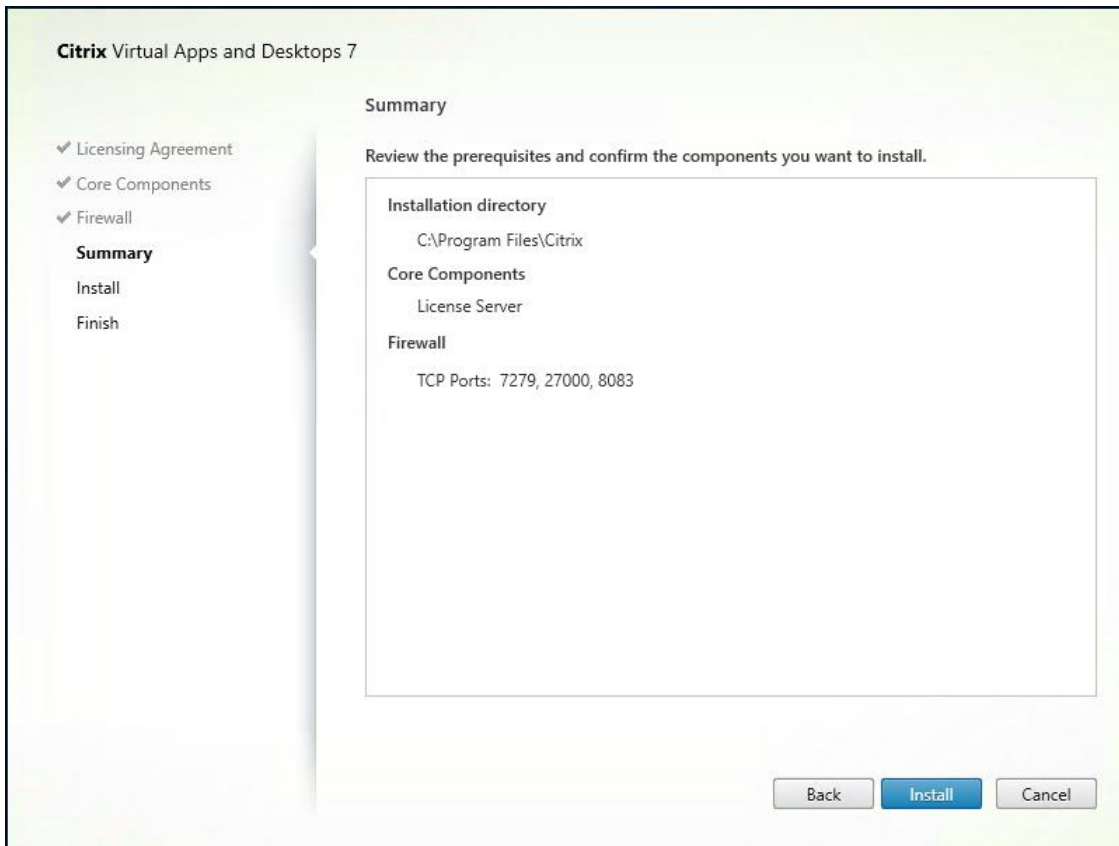 Citrix Virtual Apps and Desktops 7
Licensing Agreement
Core Components
Firewall
Summary
Install
Finish
Summary
Review the prerequisites and confirm the components you want to install.
Installation directory
C:\Program Files\Citrix
Core Components
License Server
Firewall
TCP Ports: 7279, 27000, 8083
Back
Install
Cancel